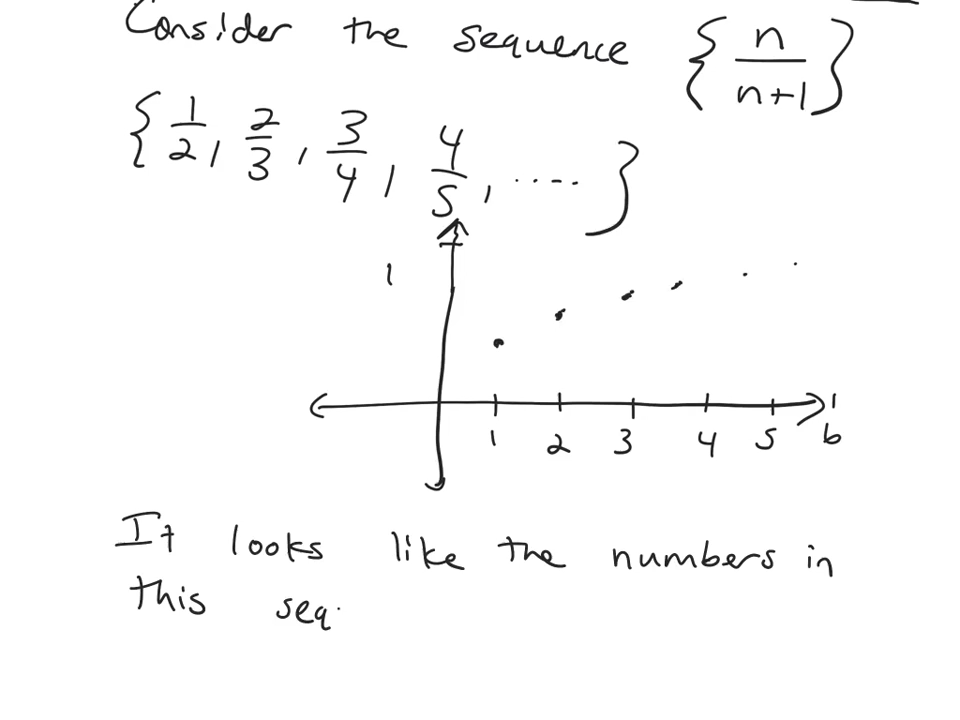 Consider the sequence { n/(n+1) }
{ 1/2, 2/3, 3/4, 4/5, ..... }
1
1 2 3 4 5 6
It looks like the numbers in
this seq